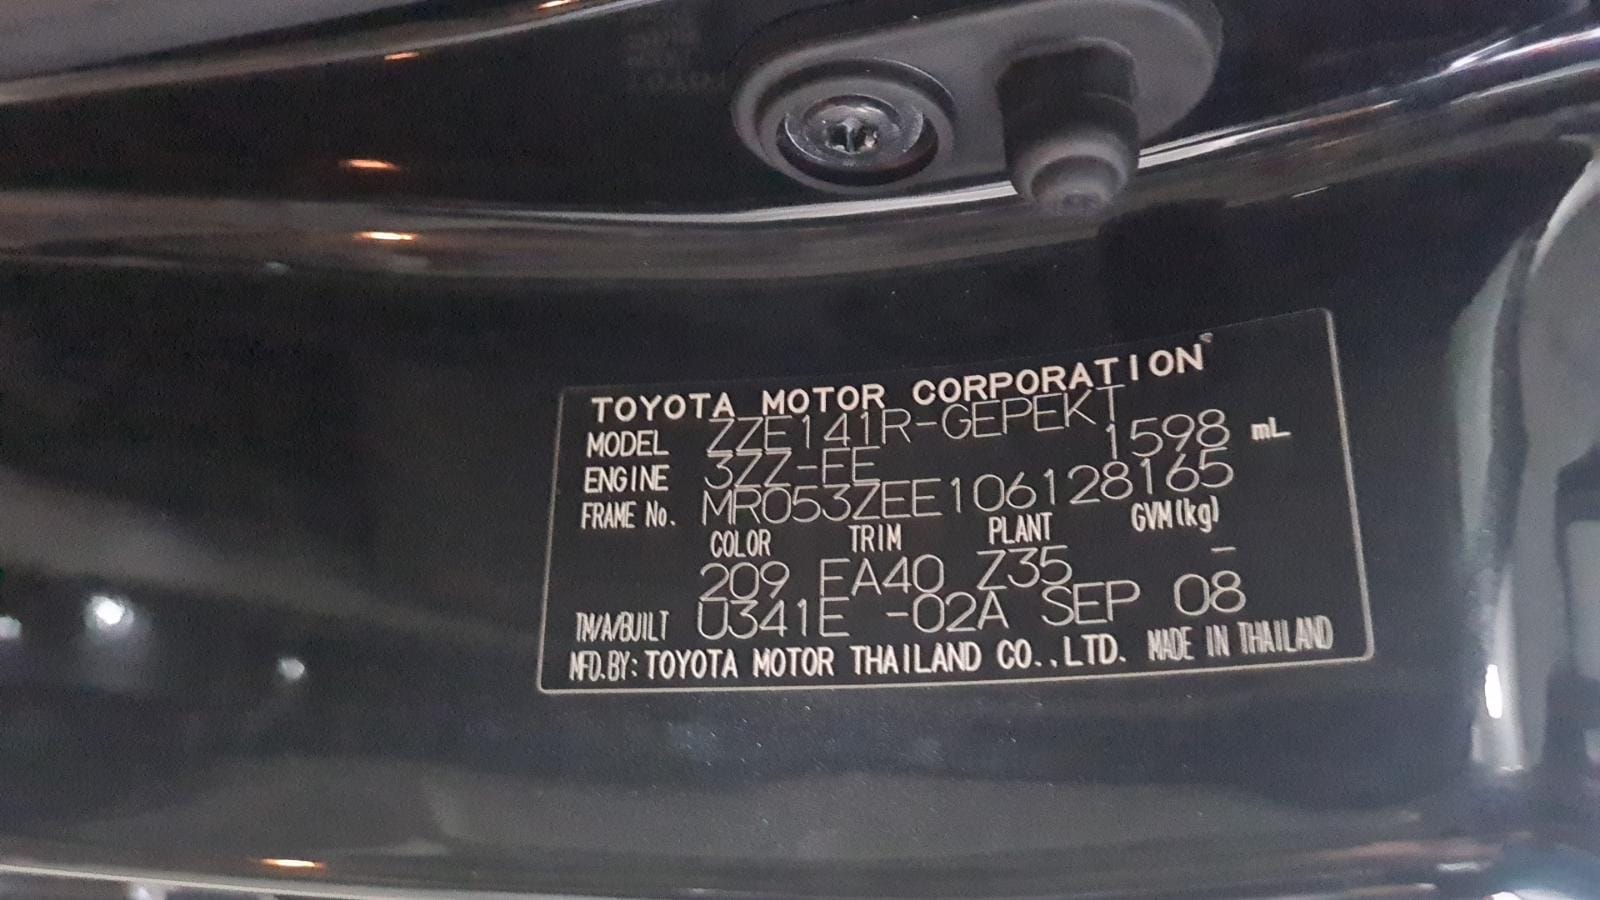 TOYOTA MOTOR CORPORATION
MODEL ZZE141R-GEPEKT
ENGINE 3ZZ-FE 1598 mL
FRAME No. MR053ZEE106128165
COLOR TRIM PLANT GVM(kg)
209 EA40 Z35 –
TM/A/BUILT U341E -02A SEP 08
MFD.BY: TOYOTA MOTOR THAILAND CO.,LTD. MADE IN THAILAND